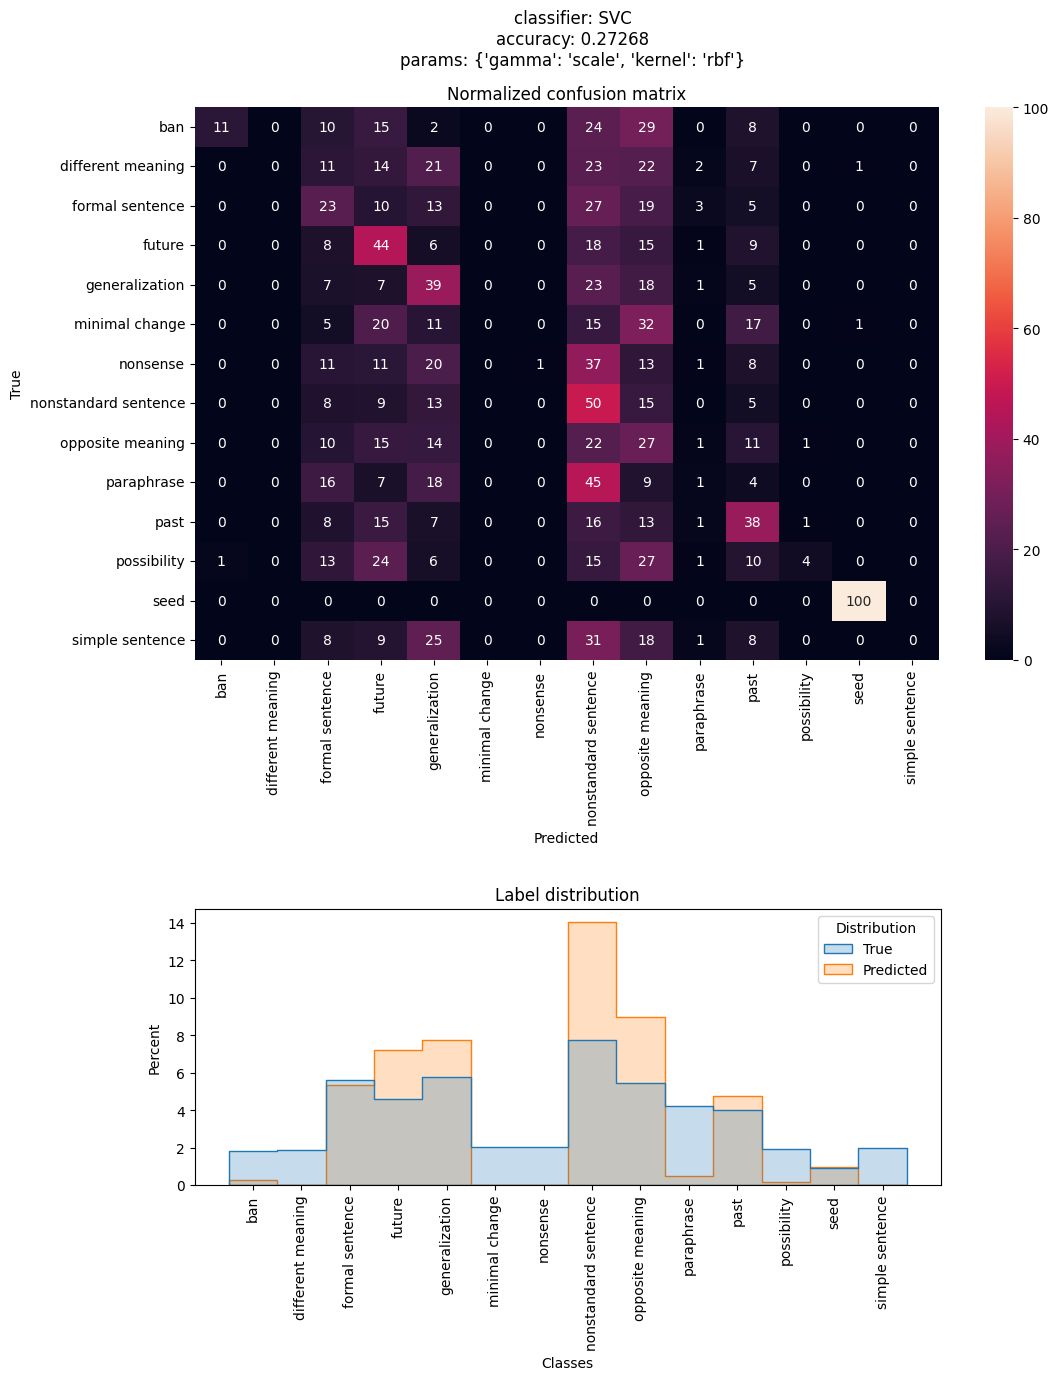 classifier: SVC
accuracy: 0.27268
params: {'gamma': 'scale', 'kernel': 'rbf'}
Normalized confusion matrix
ban 11 0 10 15 2 0 0 24 29 0 8 0 0 0
different meaning 0 0 11 14 21 0 0 23 22 2 7 0 1 0
formal sentence 0 0 23 10 13 0 0 27 19 3 5 0 0 0
future 0 0 8 44 6 0 0 18 15 1 9 0 0 0
generalization 0 0 7 7 39 0 0 23 18 1 5 0 0 0
minimal change 0 0 5 20 11 0 0 15 32 0 17 0 1 0
nonsense 0 0 11 11 20 0 1 37 13 1 8 0 0 0
nonstandard sentence 0 0 8 9 13 0 0 50 15 0 5 0 0 0
opposite meaning 0 0 10 15 14 0 0 22 27 1 11 1 0 0
paraphrase 0 0 16 7 18 0 0 45 9 1 4 0 0 0
past 0 0 8 15 7 0 0 16 13 1 38 1 0 0
possibility 1 0 13 24 6 0 0 15 27 1 10 4 0 0
seed 0 0 0 0 0 0 0 0 0 0 0 0 100 0
simple sentence 0 0 8 9 25 0 0 31 18 1 8 0 0 0
True
ban
different meaning
formal sentence
future
generalization
minimal change
nonsense
nonstandard sentence
opposite meaning
paraphrase
past
possibility
seed
simple sentence
Predicted
100
80
60
40
20
0
Label distribution
Distribution
True
Predicted
Percent
14
12
10
8
6
4
2
0
ban
different meaning
formal sentence
future
generalization
minimal change
nonsense
nonstandard sentence
opposite meaning
paraphrase
past
possibility
seed
simple sentence
Classes